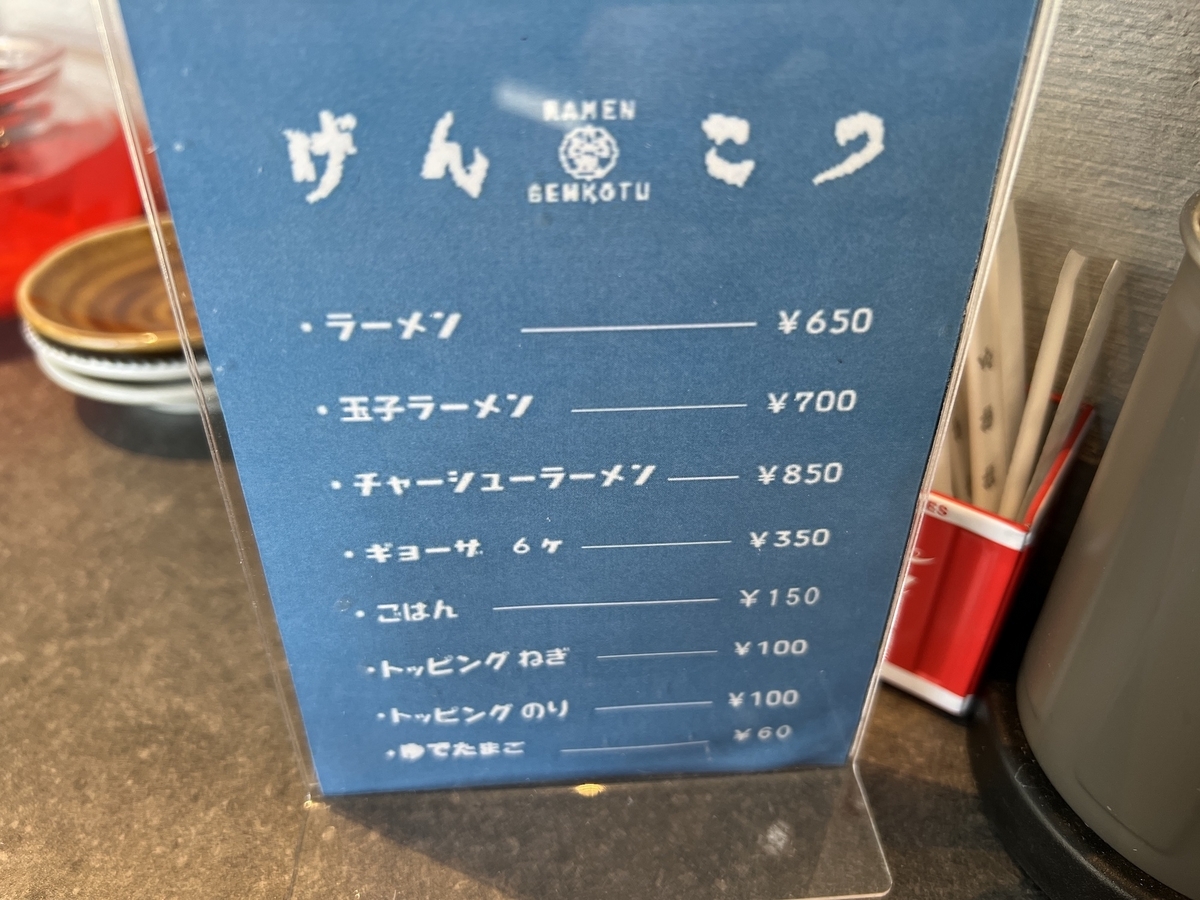 げん RAMEN GENKOTU こつ
・ラーメン ¥650
・玉子ラーメン ¥700
・チャーシューラーメン ¥850
・ギョーザ 6ヶ ¥350
・ごはん ¥150
・トッピング ねぎ ¥100
・トッピング のり ¥100
・ゆでたまご ¥60